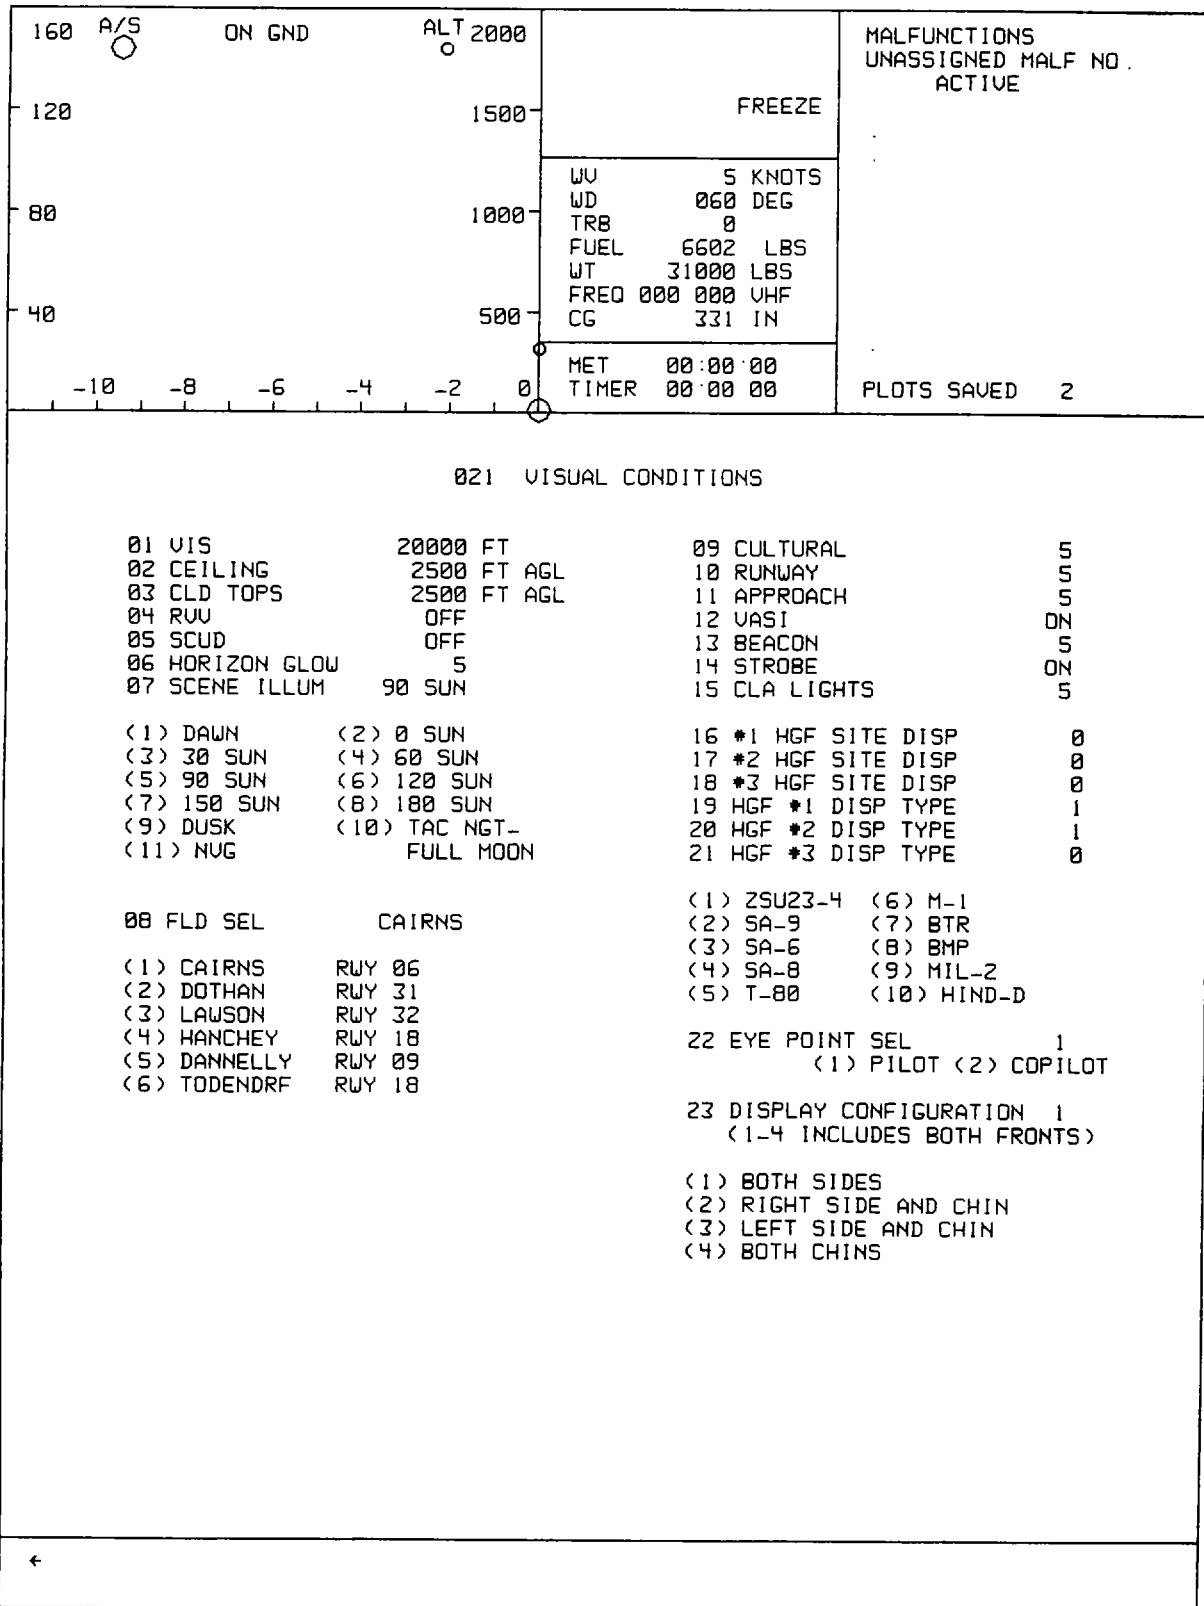 160 A/S ON GND ALT 2000
120 1500
80 1000
40 500
-10 -8 -6 -4 -2 0
FREEZE
WV 5 KNOTS
WD 060 DEG
TRB 0
FUEL 6602 LBS
WT 31000 LBS
FREQ 000 000 VHF
CG 331 IN
MET 00:00:00
TIMER 00:00 00
MALFUNCTIONS
UNASSIGNED MALF NO.
ACTIVE
PLOTS SAVED 2
021 VISUAL CONDITIONS
01 VIS 20000 FT
02 CEILING 2500 FT AGL
03 CLD TOPS 2500 FT AGL
04 RVV OFF
05 SCUD OFF
06 HORIZON GLOW 5
07 SCENE ILLUM 90 SUN
(1) DAWN (2) 0 SUN
(3) 30 SUN (4) 60 SUN
(5) 90 SUN (6) 120 SUN
(7) 150 SUN (8) 180 SUN
(9) DUSK (10) TAC NGT-
(11) NVG FULL MOON
08 FLD SEL CAIRNS
(1) CAIRNS RWY 06
(2) DOTHAN RWY 31
(3) LAWSON RWY 32
(4) HANCHEY RWY 18
(5) DANNELLY RWY 09
(6) TODENDRF RWY 18
09 CULTURAL 5
10 RUNWAY 5
11 APPROACH 5
12 VASI ON
13 BEACON 5
14 STROBE ON
15 CLA LIGHTS 5
16 #1 HGF SITE DISP 0
17 #2 HGF SITE DISP 0
18 #3 HGF SITE DISP 0
19 HGF #1 DISP TYPE 1
20 HGF #2 DISP TYPE 1
21 HGF #3 DISP TYPE 0
(1) ZSU23-4 (6) M-1
(2) SA-9 (7) BTR
(3) SA-6 (8) BMP
(4) SA-8 (9) MIL-2
(5) T-80 (10) HIND-D
22 EYE POINT SEL 1
(1) PILOT (2) COPILOT
23 DISPLAY CONFIGURATION 1
(1-4 INCLUDES BOTH FRONTS)
(1) BOTH SIDES
(2) RIGHT SIDE AND CHIN
(3) LEFT SIDE AND CHIN
(4) BOTH CHINS
←